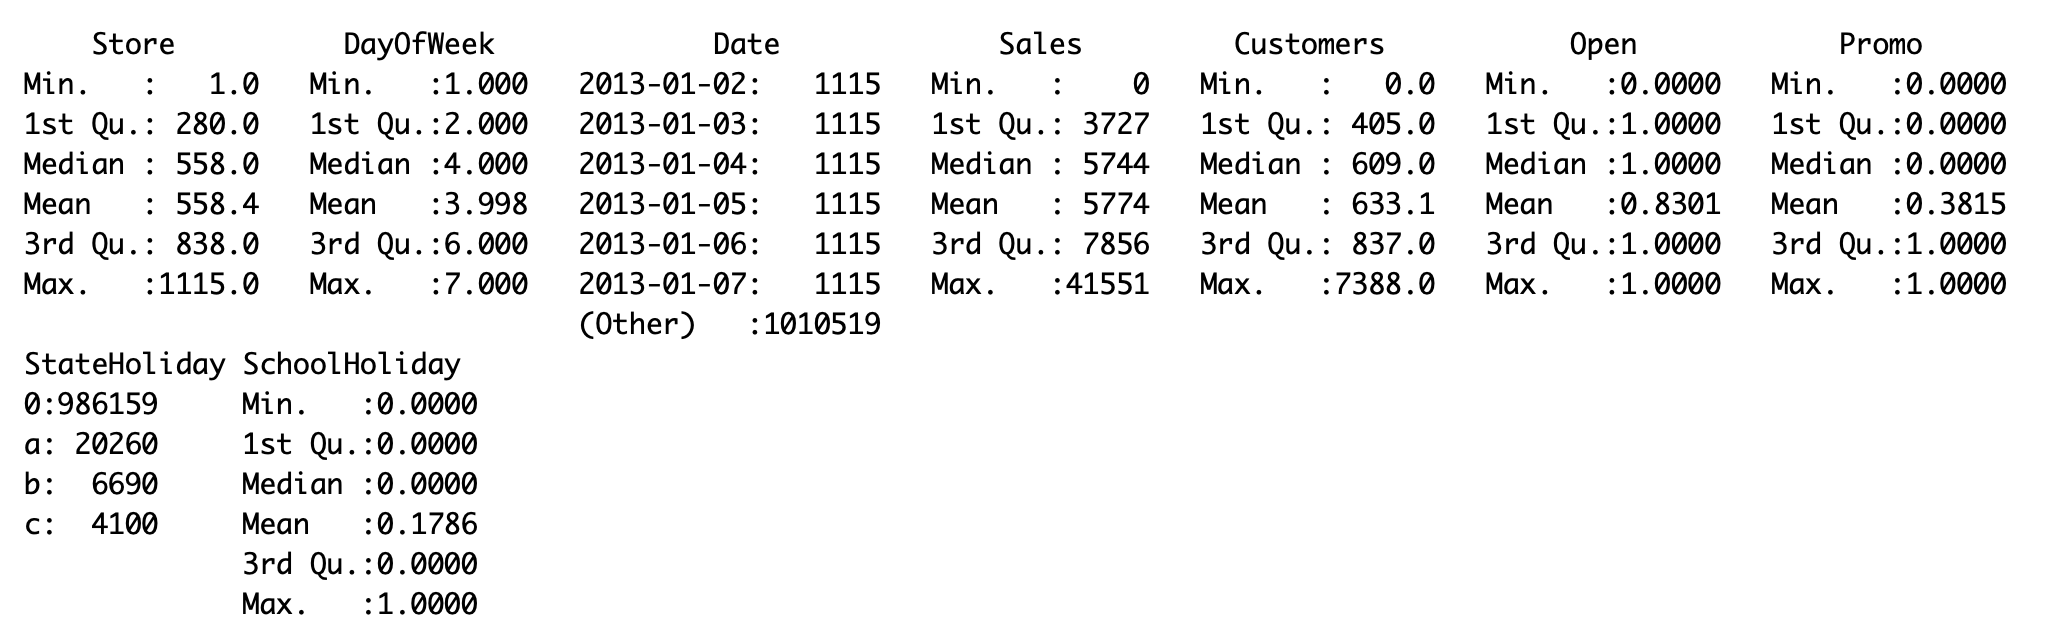 Store DayOfWeek Date Sales Customers Open Promo
Min.   :   1.0   Min.   :1.000   2013-01-02:   1115   Min.   :    0   Min.   :   0.0   Min.   :0.0000   Min.   :0.0000
1st Qu.: 280.0   1st Qu.:2.000   2013-01-03:   1115   1st Qu.: 3727   1st Qu.: 405.0   1st Qu.:1.0000   1st Qu.:0.0000
Median : 558.0   Median :4.000   2013-01-04:   1115   Median : 5744   Median : 609.0   Median :1.0000   Median :0.0000
Mean   : 558.4   Mean   :3.998   2013-01-05:   1115   Mean   : 5774   Mean   : 633.1   Mean   :0.8301   Mean   :0.3815
3rd Qu.: 838.0   3rd Qu.:6.000   2013-01-06:   1115   3rd Qu.: 7856   3rd Qu.: 837.0   3rd Qu.:1.0000   3rd Qu.:1.0000
Max.   :1115.0   Max.   :7.000   2013-01-07:   1115   Max.   :41551   Max.   :7388.0   Max.   :1.0000   Max.   :1.0000
(Other)   :1010519
StateHoliday SchoolHoliday
0:986159     Min.   :0.0000
a: 20260     1st Qu.:0.0000
b:  6690     Median :0.0000
c:  4100     Mean   :0.1786
3rd Qu.:0.0000
Max.   :1.0000